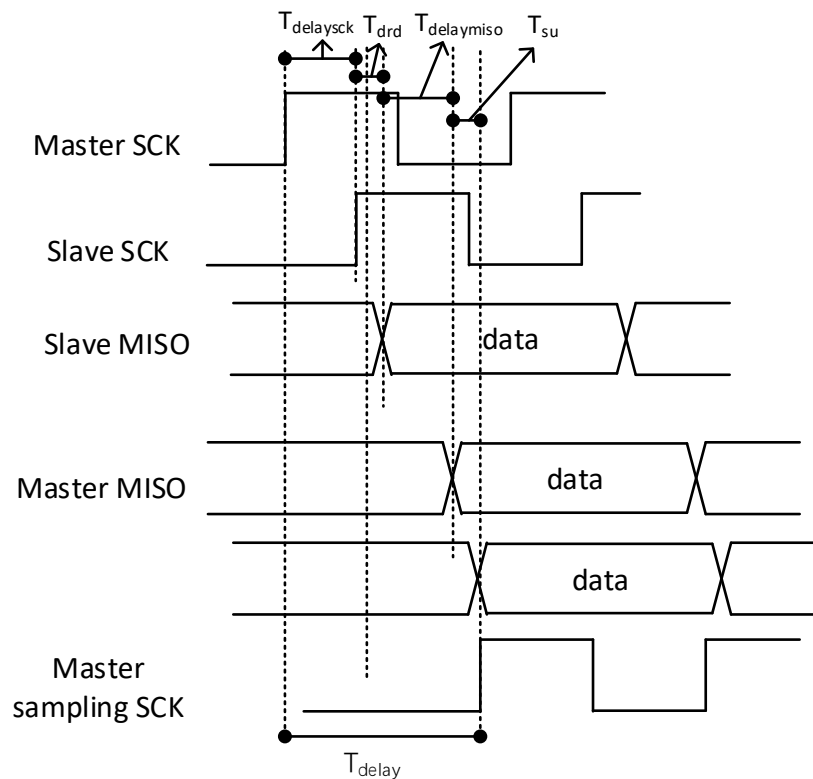 Tdelaysck
Tdrd
Tdelaymiso
Tsu
Master SCK
Slave SCK
Slave MISO
data
Master MISO
data
data
Master
sampling SCK
Tdelay